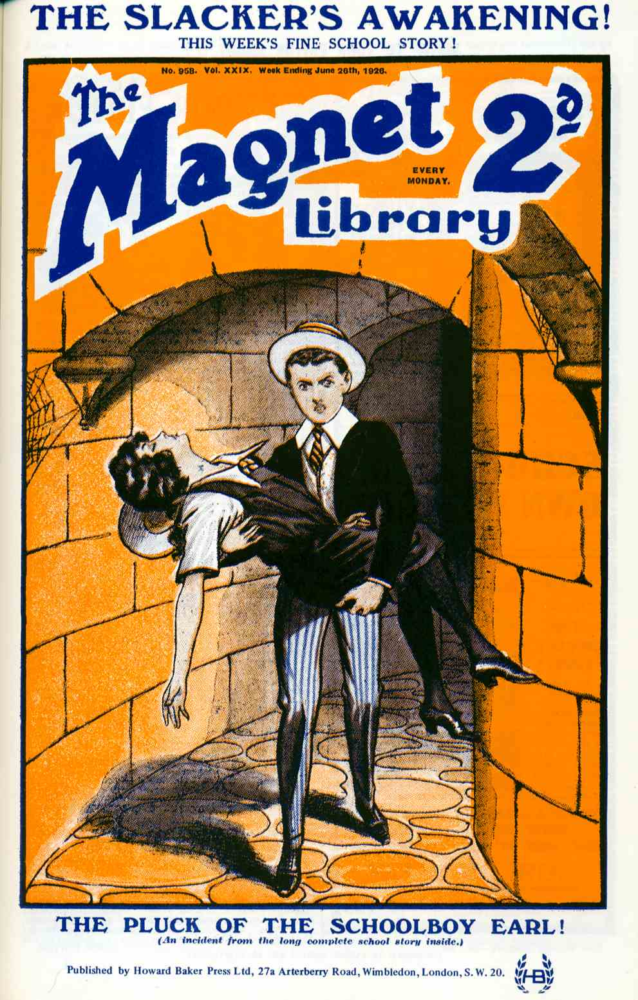 THE SLACKER'S AWAKENING!
THIS WEEK'S FINE SCHOOL STORY!
No. 958. Vol. XXIX. Week Ending June 26th, 1926.
The
Magnet 2d
EVERY
MONDAY.
Library
THE PLUCK OF THE SCHOOLBOY EARL!
(An incident from the long complete school story inside.)
Published by Howard Baker Press Ltd, 27a Arterberry Road, Wimbledon, London, S. W. 20.
HB